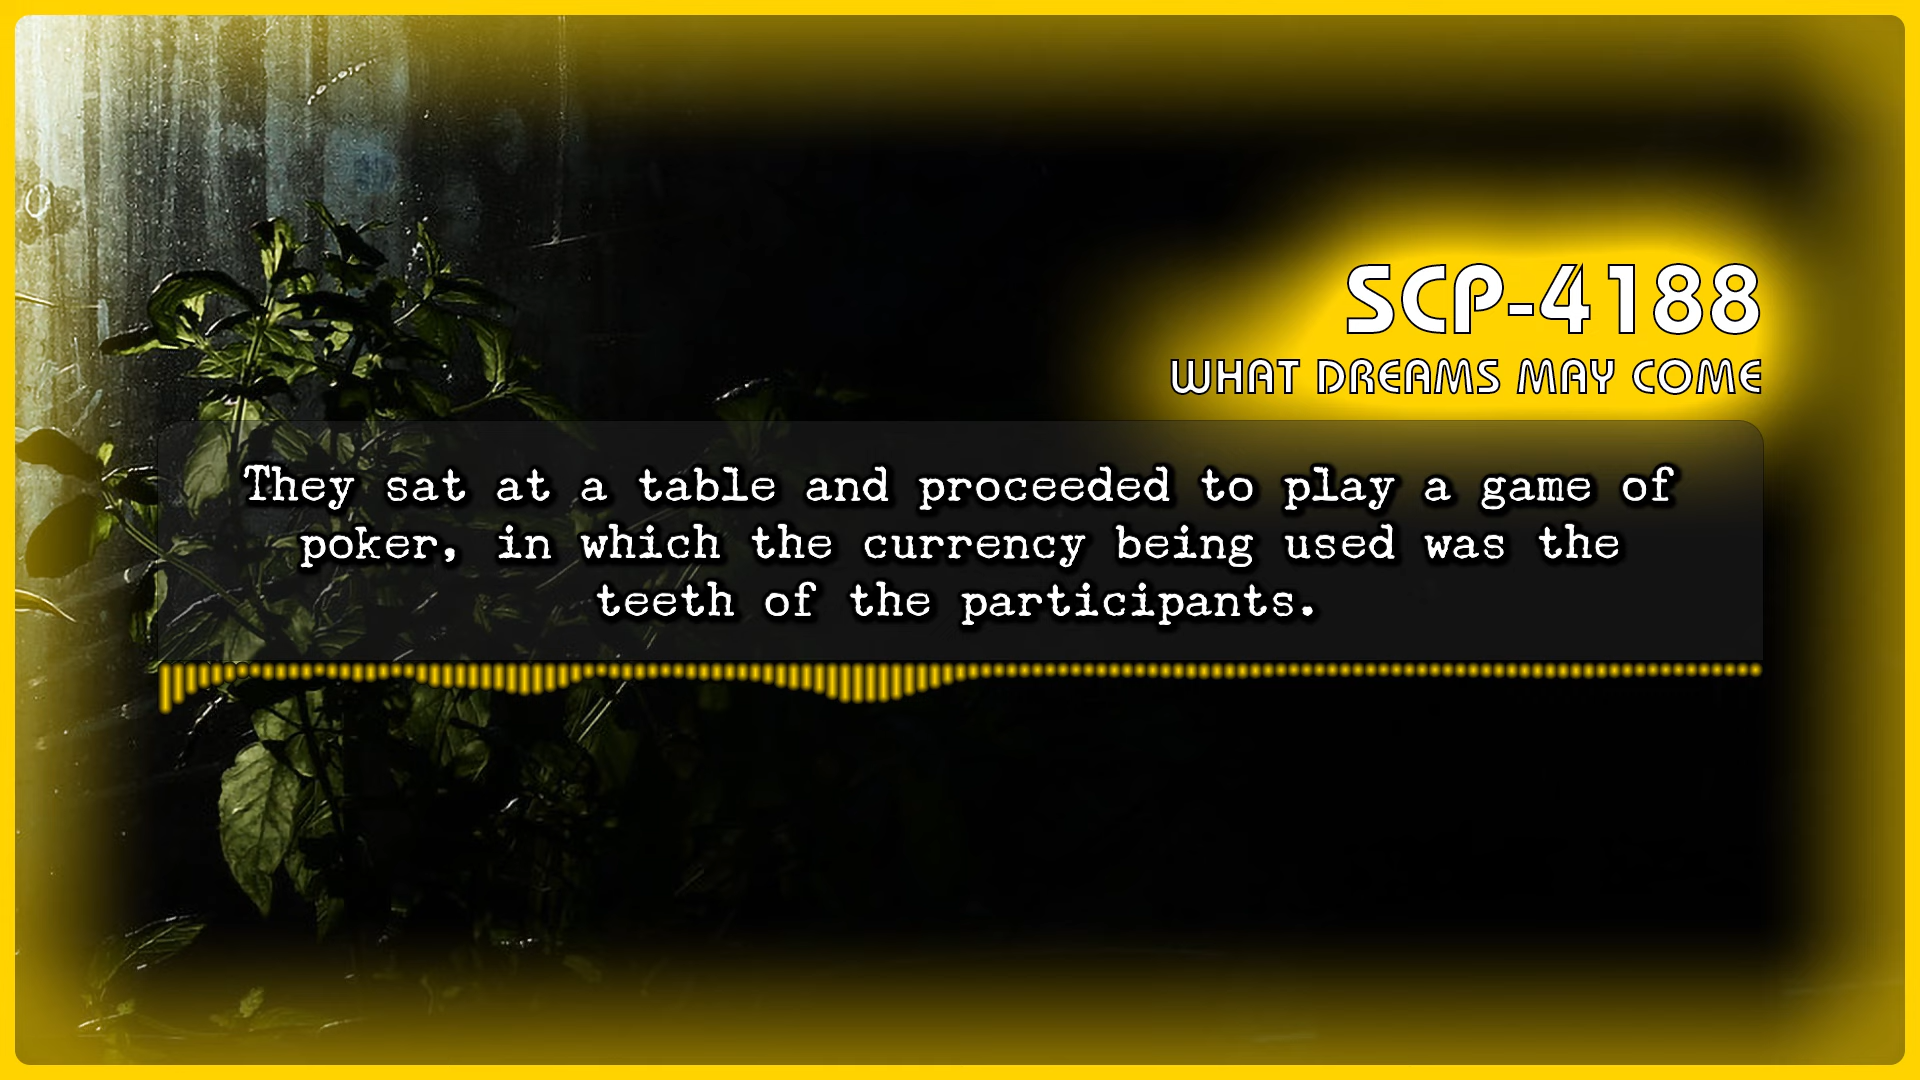 SCP-4188
WHAT DREAMS MAY COME
They sat at a table and proceeded to play a game of
poker, in which the currency being used was the
teeth of the participants.